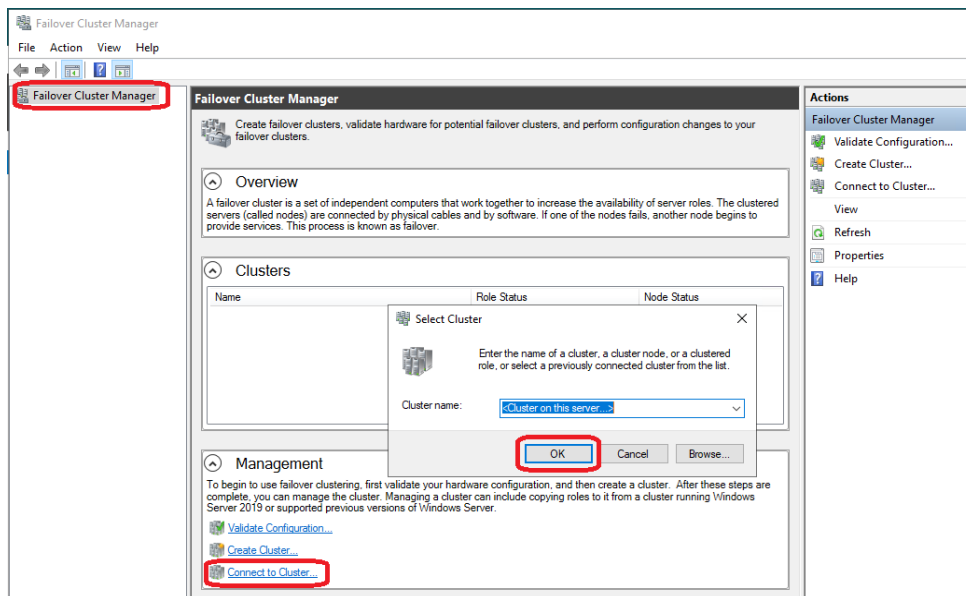 Failover Cluster Manager
File Action View Help
Failover Cluster Manager
Failover Cluster Manager
Create failover clusters, validate hardware for potential failover clusters, and perform configuration changes to your
failover clusters.
Overview
A failover cluster is a set of independent computers that work together to increase the availability of server roles. The clustered
servers (called nodes) are connected by physical cables and by software. If one of the nodes fails, another node begins to
provide services. This process is known as failover.
Clusters
Name Role Status Node Status
Select Cluster
Enter the name of a cluster, a cluster node, or a clustered
role, or select a previously connected cluster from the list.
Cluster name: <Cluster on this server...>
OK Cancel Browse...
Management
To begin to use failover clustering, first validate your hardware configuration, and then create a cluster. After these steps are
complete, you can manage the cluster. Managing a cluster can include copying roles to it from a cluster running Windows
Server 2019 or supported previous versions of Windows Server.
Validate Configuration...
Create Cluster...
Connect to Cluster...
Actions
Failover Cluster Manager
Validate Configuration...
Create Cluster...
Connect to Cluster...
View
Refresh
Properties
Help